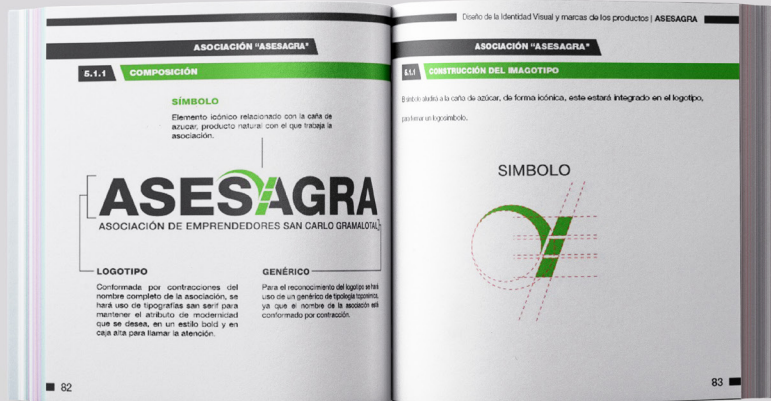 ASOCIACIÓN "ASESAGRA"
5.1.1 COMPOSICIÓN
SÍMBOLO
Elemento icónico relacionado con la caña de
azucar, producto natural con el que trabaja la
asociación.
ASESAGRA
ASOCIACIÓN DE EMPRENDEDORES SAN CARLO GRAMALOTAL
LOGOTIPO
Conformada por contracciones del
nombre completo de la asociación, se
hará uso de tipografías san serif para
mantener el atributo de modernidad
que se desea, en un estilo bold y en
caja alta para llamar la atención.
GENÉRICO
Para el reconocimiento del logotipo se hará
uso de un genérico de tipología toponímica,
ya que el nombre de la asociación está
conformado por contracción.
82
Diseño de la Identidad Visual y marcas de los productos | ASESAGRA
ASOCIACIÓN "ASESAGRA"
5.1.1 CONSTRUCCIÓN DEL IMAGOTIPO
El símbolo aludirá a la caña de azúcar, de forma icónica, este estará integrado en el logotipo,
para formar un logosímbolo.
SIMBOLO
83